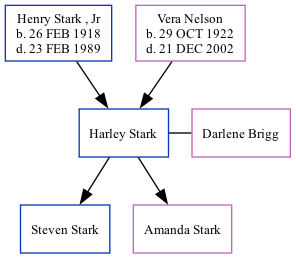 Henry Stark , Jr
b. 26 FEB 1918
d. 23 FEB 1989
Vera Nelson
b. 29 OCT 1922
d. 21 DEC 2002
Harley Stark
Darlene Brigg
Steven Stark
Amanda Stark